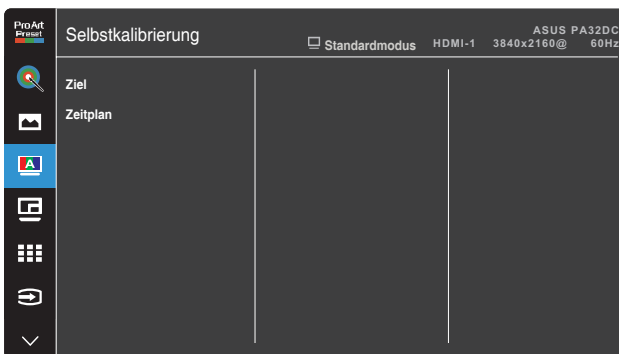 ProArt
Preset
Selbstkalibrierung
Standardmodus HDMI-1 3840x2160@ 60Hz
ASUS PA32DC
Ziel
Zeitplan
A